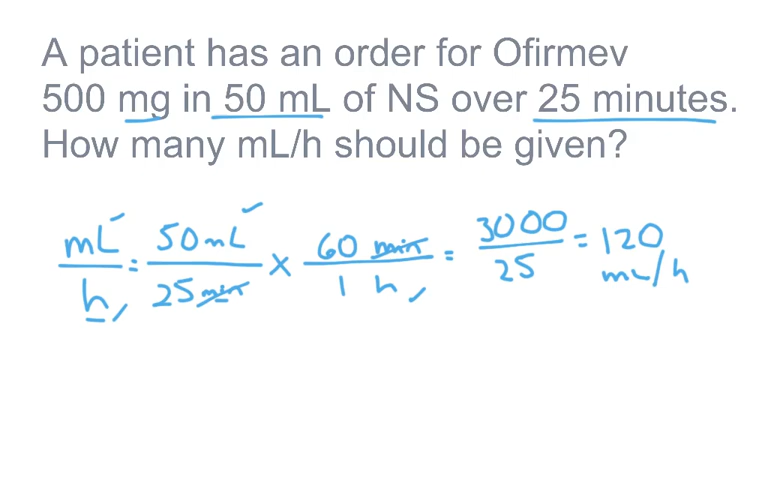 A patient has an order for Ofirmev
500 mg in 50 mL of NS over 25 minutes.
How many mL/h should be given?
mL/h = 50 mL/25 min × 60 min/1 h = 3000/25 = 120 mL/h